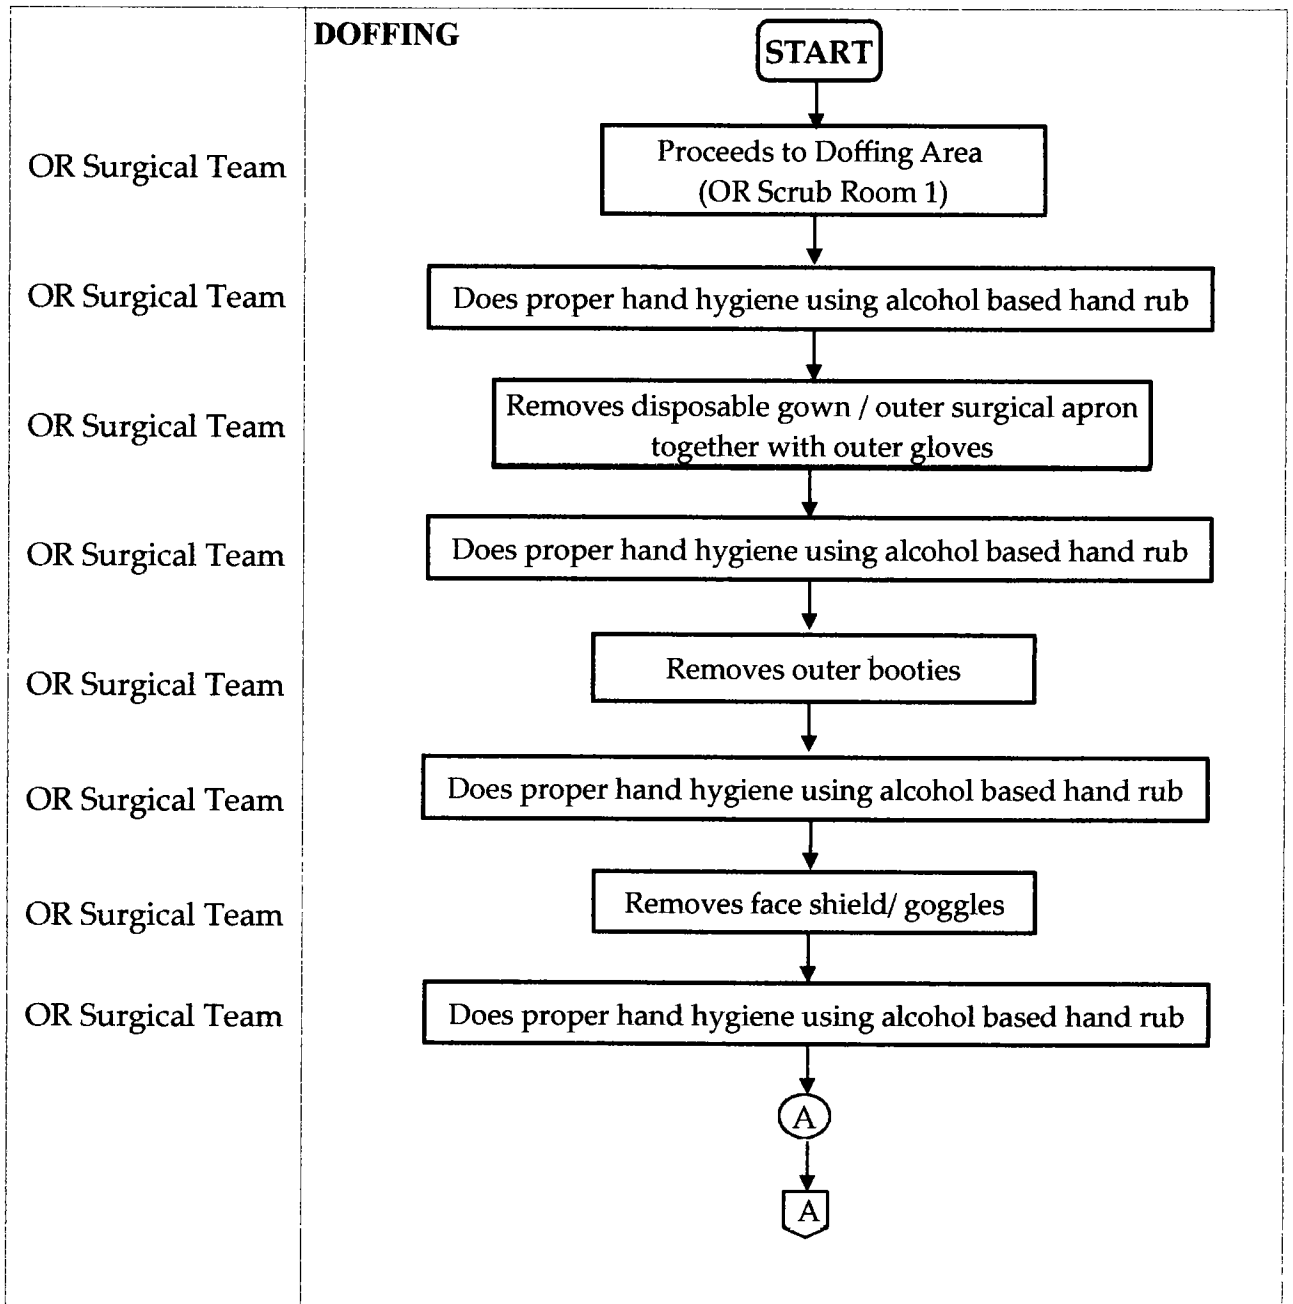 DOFFING
START
OR Surgical Team
Proceeds to Doffing Area
(OR Scrub Room 1)
OR Surgical Team
Does proper hand hygiene using alcohol based hand rub
OR Surgical Team
Removes disposable gown / outer surgical apron
together with outer gloves
OR Surgical Team
Does proper hand hygiene using alcohol based hand rub
OR Surgical Team
Removes outer booties
OR Surgical Team
Does proper hand hygiene using alcohol based hand rub
OR Surgical Team
Removes face shield/ goggles
OR Surgical Team
Does proper hand hygiene using alcohol based hand rub
A
A